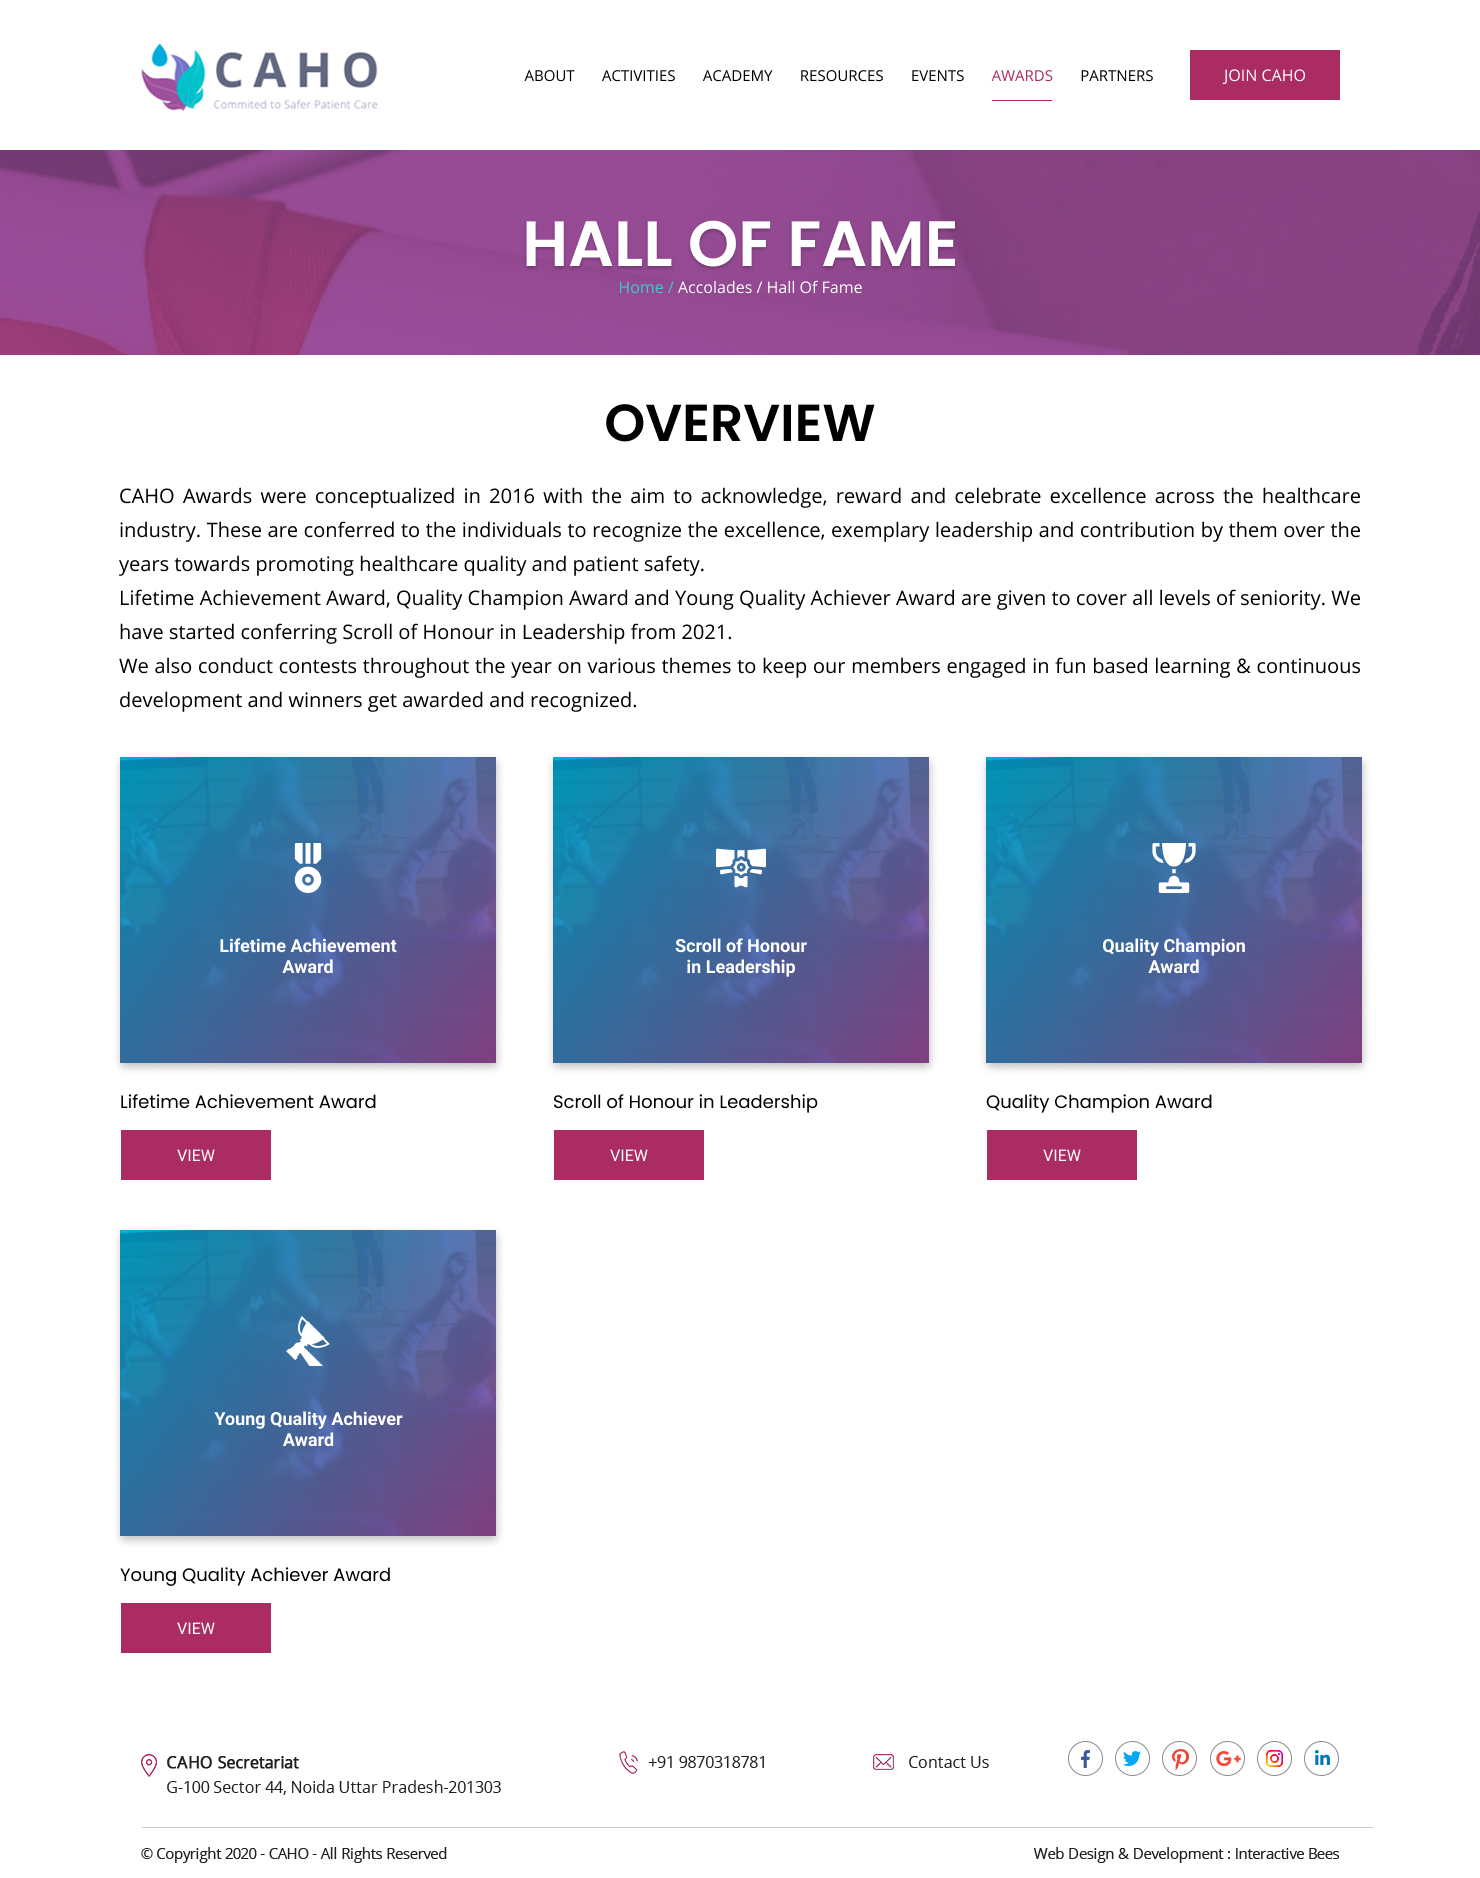 CAHO
Commited to Safer Patient Care
ABOUT ACTIVITIES ACADEMY RESOURCES EVENTS AWARDS PARTNERS JOIN CAHO
HALL OF FAME
Home / Accolades / Hall Of Fame
OVERVIEW
CAHO Awards were conceptualized in 2016 with the aim to acknowledge, reward and celebrate excellence across the healthcare
industry. These are conferred to the individuals to recognize the excellence, exemplary leadership and contribution by them over the
years towards promoting healthcare quality and patient safety.
Lifetime Achievement Award, Quality Champion Award and Young Quality Achiever Award are given to cover all levels of seniority. We
have started conferring Scroll of Honour in Leadership from 2021.
We also conduct contests throughout the year on various themes to keep our members engaged in fun based learning & continuous
development and winners get awarded and recognized.
Lifetime Achievement
Award
Scroll of Honour
in Leadership
Quality Champion
Award
Lifetime Achievement Award
Scroll of Honour in Leadership
Quality Champion Award
VIEW
VIEW
VIEW
Young Quality Achiever
Award
Young Quality Achiever Award
VIEW
CAHO Secretariat
G-100 Sector 44, Noida Uttar Pradesh-201303
+91 9870318781
Contact Us
© Copyright 2020 - CAHO - All Rights Reserved
Web Design & Development : Interactive Bees